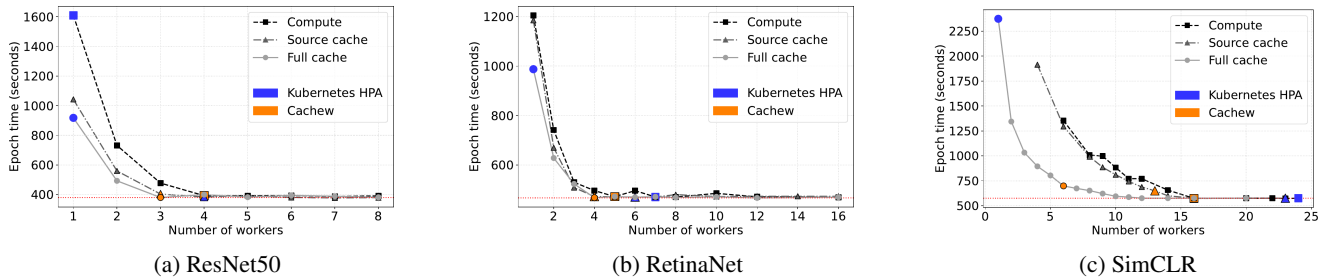 1600
1400
1200
1000
800
600
400
Epoch time (seconds)
1 2 3 4 5 6 7 8
Number of workers
Compute
Source cache
Full cache
Kubernetes HPA
Cachew
(a) ResNet50
1200
1000
800
600
Epoch time (seconds)
2 4 6 8 10 12 14 16
Number of workers
Compute
Source cache
Full cache
Kubernetes HPA
Cachew
(b) RetinaNet
2250
2000
1750
1500
1250
1000
750
500
Epoch time (seconds)
0 5 10 15 20 25
Number of workers
Compute
Source cache
Full cache
Kubernetes HPA
Cachew
(c) SimCLR